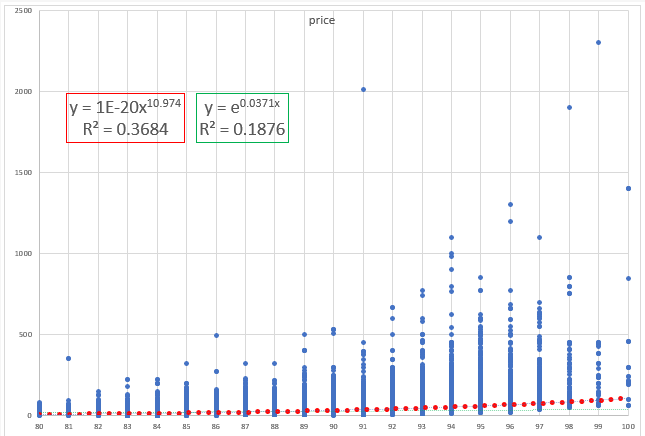 price
2500
2000
1500
1000
500
0
y = 1E-20x^10.974
R² = 0.3684
y = e^0.0371x
R² = 0.1876
80 81 82 83 84 85 86 87 88 89 90 91 92 93 94 95 96 97 98 99 100